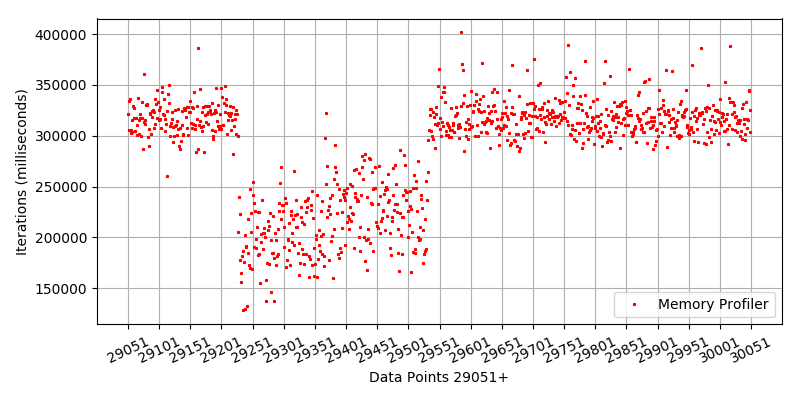 400000
350000
300000
250000
200000
150000
Iterations (milliseconds)
Memory Profiler
29051 29101 29151 29201 29251 29301 29351 29401 29451 29501 29551 29601 29651 29701 29751 29801 29851 29901 29951 30001 30051
Data Points 29051+